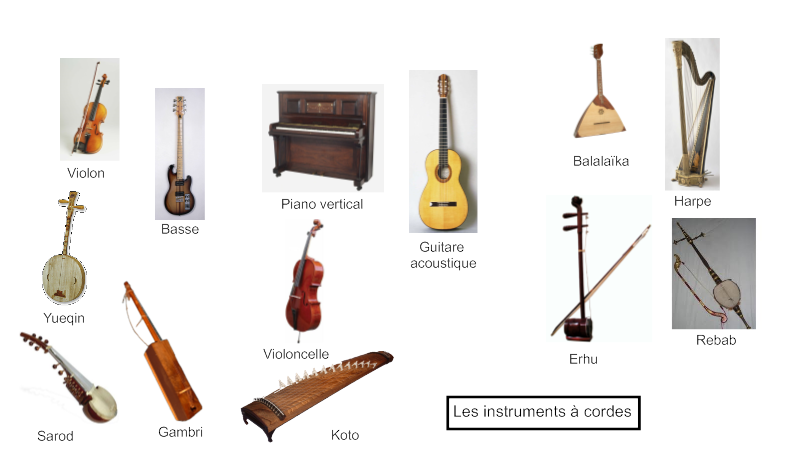 Violon
Basse
Piano vertical
Guitare
acoustique
Balalaïka
Harpe
Yueqin
Violoncelle
Erhu
Rebab
Sarod
Gambri
Koto
Les instruments à cordes